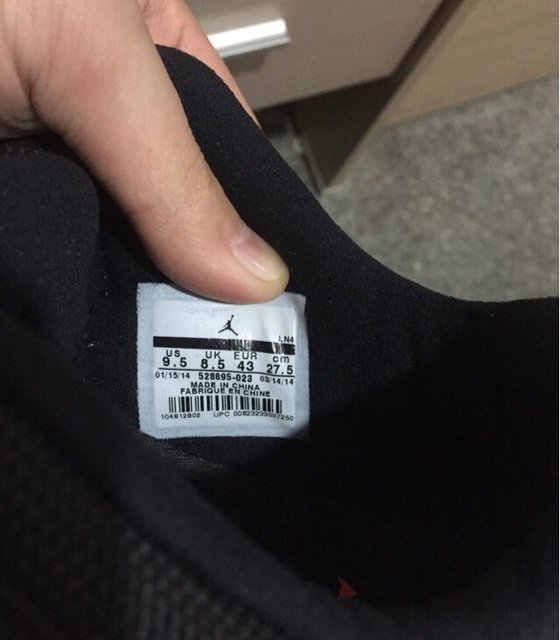 LN4
US UK EUR cm
9.5 8.5 43 27.5
01/15/14 528895-023 03/14/14
MADE IN CHINA
FABRIQUE EN CHINE
104812802 UPC